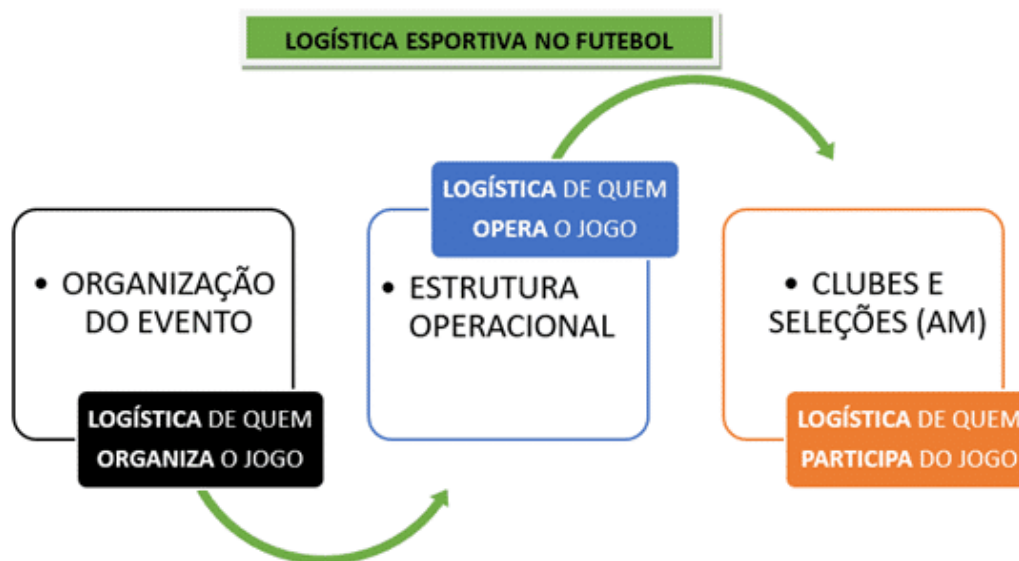 LOGÍSTICA ESPORTIVA NO FUTEBOL
• ORGANIZAÇÃO
DO EVENTO
LOGÍSTICA DE QUEM
ORGANIZA O JOGO
LOGÍSTICA DE QUEM
OPERA O JOGO
• ESTRUTURA
OPERACIONAL
• CLUBES E
SELEÇÕES (AM)
LOGÍSTICA DE QUEM
PARTICIPA DO JOGO